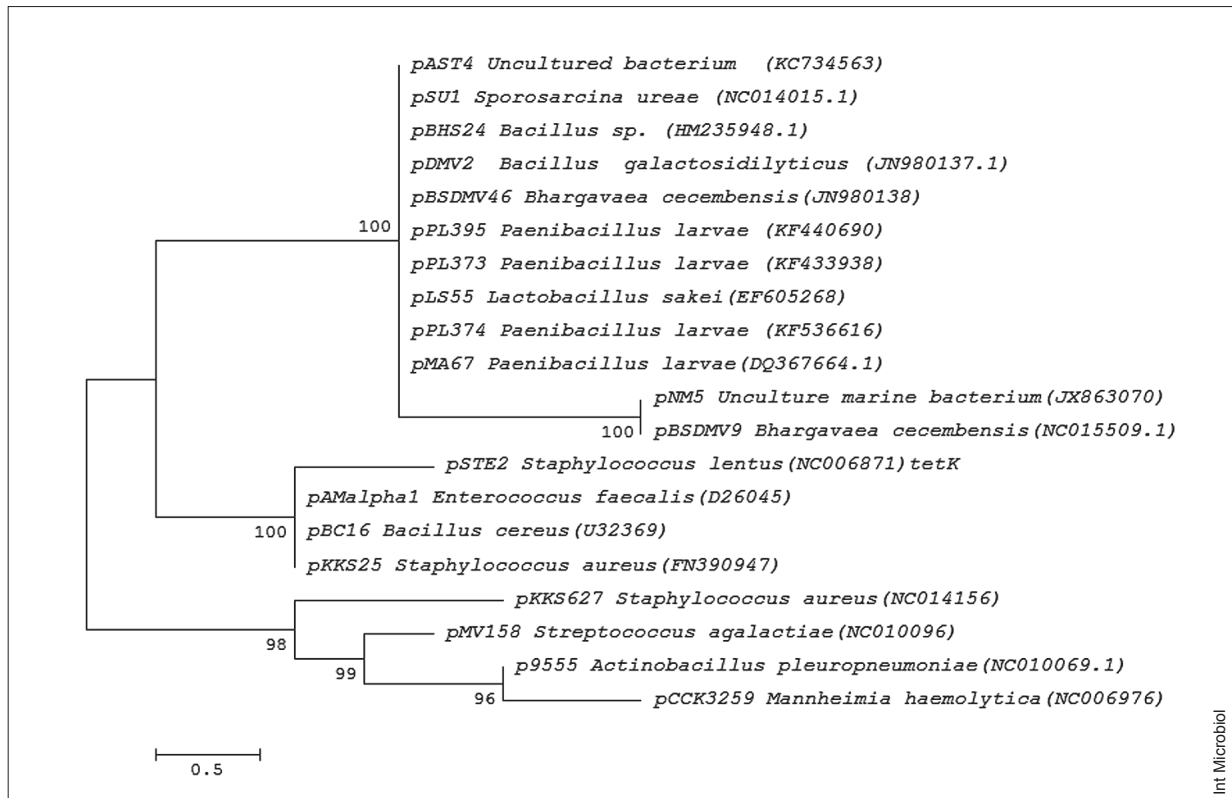 pAST4 Uncultured bacterium (KC734563)
pSU1 Sporosarcina ureae (NC014015.1)
pBHS24 Bacillus sp. (HM235948.1)
pDMV2 Bacillus galactosidilyticus (JN980137.1)
pBSDMV46 Bhargavaea cecembensis(JN980138)
100
pPL395 Paenibacillus larvae (KF440690)
pPL373 Paenibacillus larvae (KF433938)
pLS55 Lactobacillus sakei(EF605268)
pPL374 Paenibacillus larvae (KF536616)
pMA67 Paenibacillus larvae(DQ367664.1)
pNM5 Unculture marine bacterium(JX863070)
100
pBSDMV9 Bhargavaea cecembensis(NC015509.1)
pSTE2 Staphylococcus lentus(NC006871)tetK
pAMalpha1 Enterococcus faecalis(D26045)
100
pBC16 Bacillus cereus(U32369)
pKKS25 Staphylococcus aureus(FN390947)
pKKS627 Staphylococcus aureus(NC014156)
98
pMV158 Streptococcus agalactiae(NC010096)
99
p9555 Actinobacillus pleuropneumoniae(NC010069.1)
96
pCCK3259 Mannheimia haemolytica(NC006976)
0.5
Int Microbiol